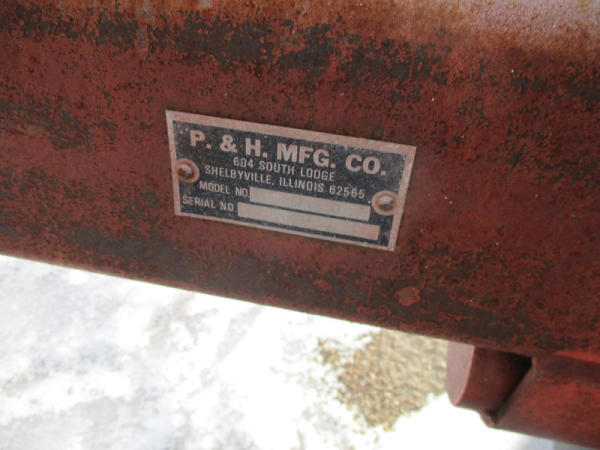 P. & H. MFG. CO.
604 SOUTH LODGE
SHELBYVILLE, ILLINOIS 62565
MODEL NO.
SERIAL NO